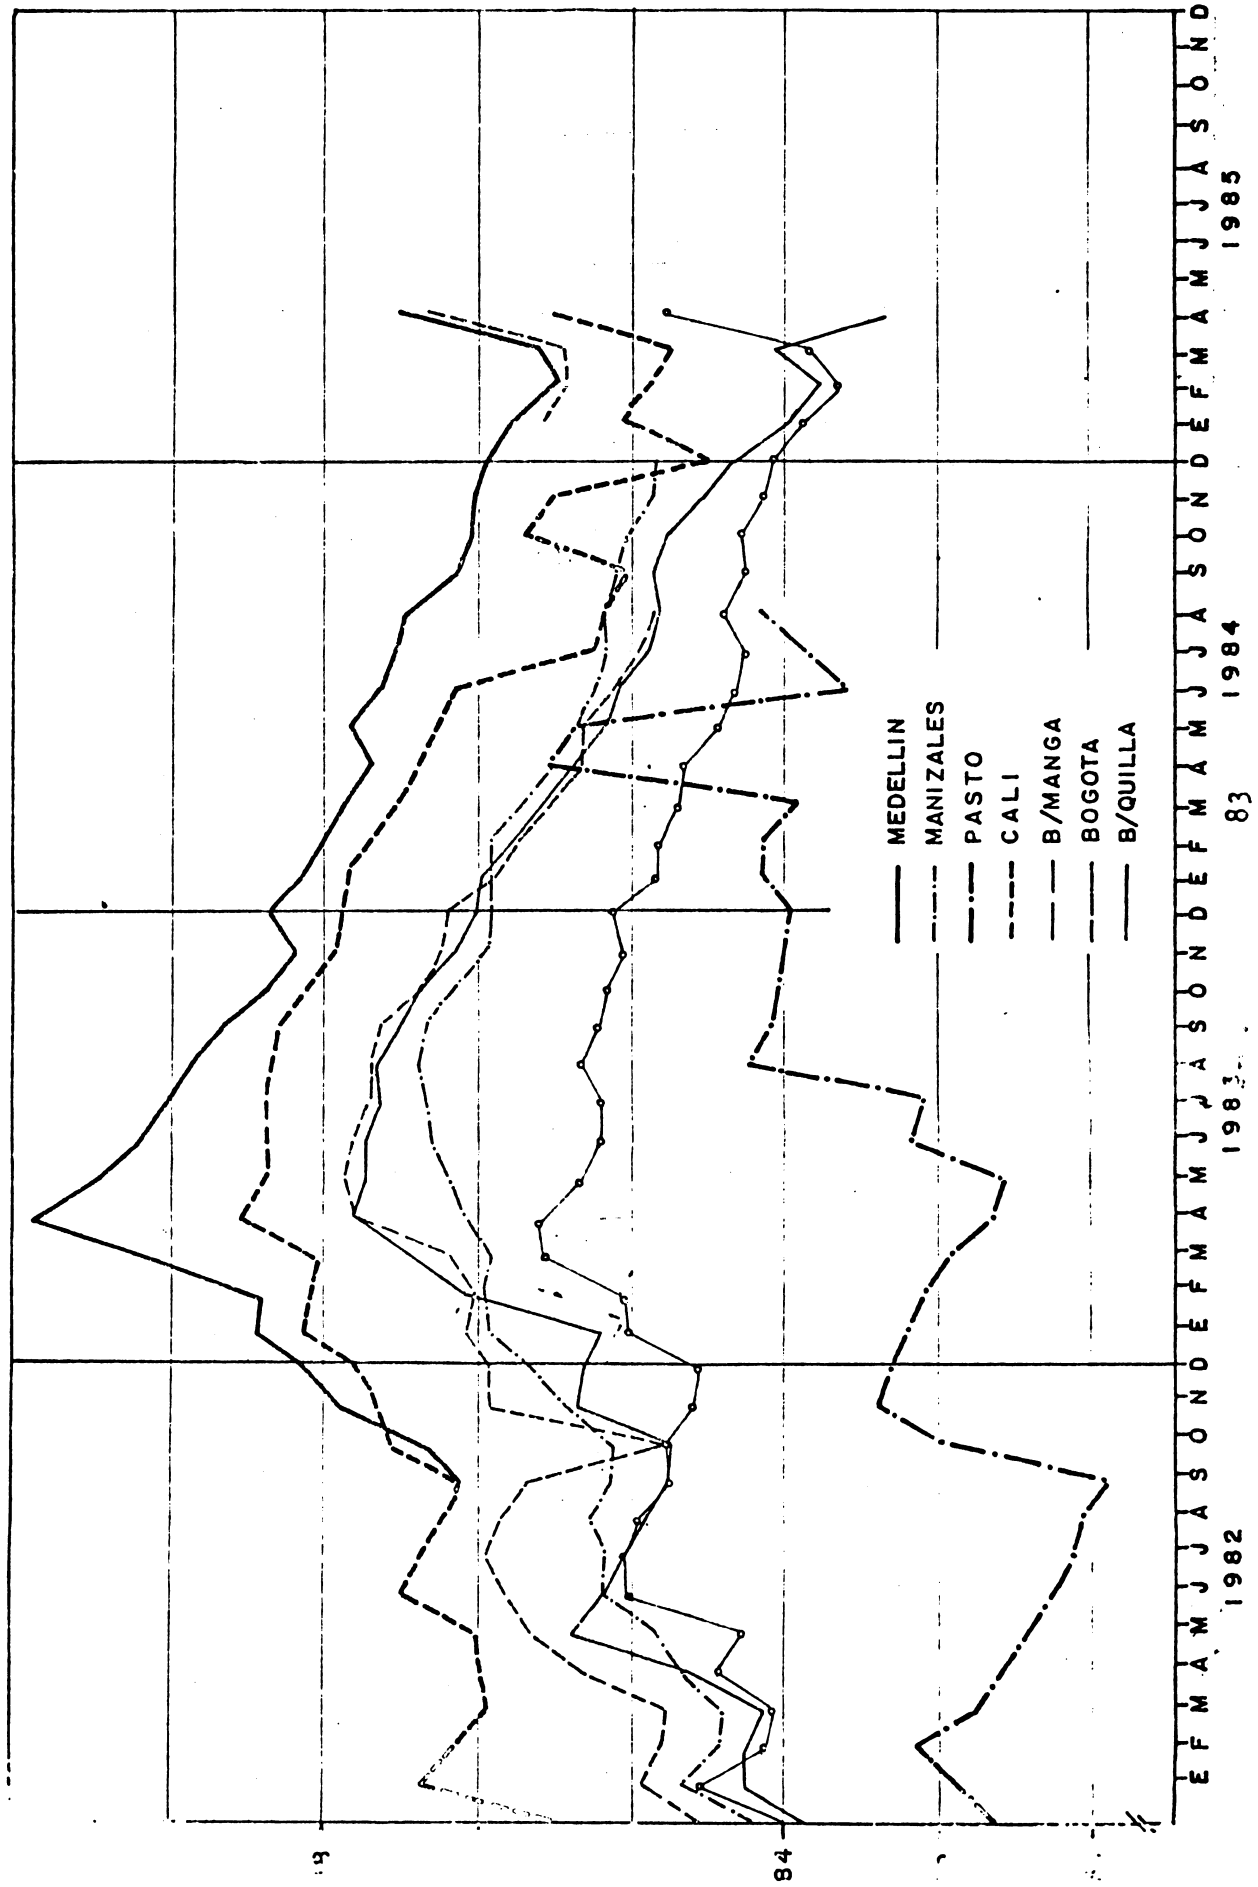 E F M A M J J A S O N D E F M A M J J A S O N D E F M A M J J A S O N D E F M A M J J A S O N D
1982 1983 1984 1985
MEDELLIN
MANIZALES
PASTO
CALI
B/MANGA
BOGOTA
B/QUILLA
84
83